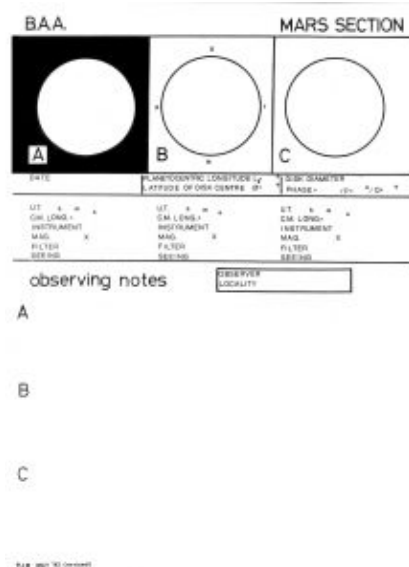 B.A.A. MARS SECTION
A B C
DATE PLANETOCENTRIC LONGITUDE DISK DIAMETER
LATITUDE OF DISK CENTRE PHASE
U.T. h m U.T. h m U.T. h m
C.M. LONG. C.M. LONG. C.M. LONG.
INSTRUMENT INSTRUMENT INSTRUMENT
MAG. X MAG. X MAG. X
FILTER FILTER FILTER
SEEING SEEING SEEING
observing notes
OBSERVER
LOCALITY
A
B
C